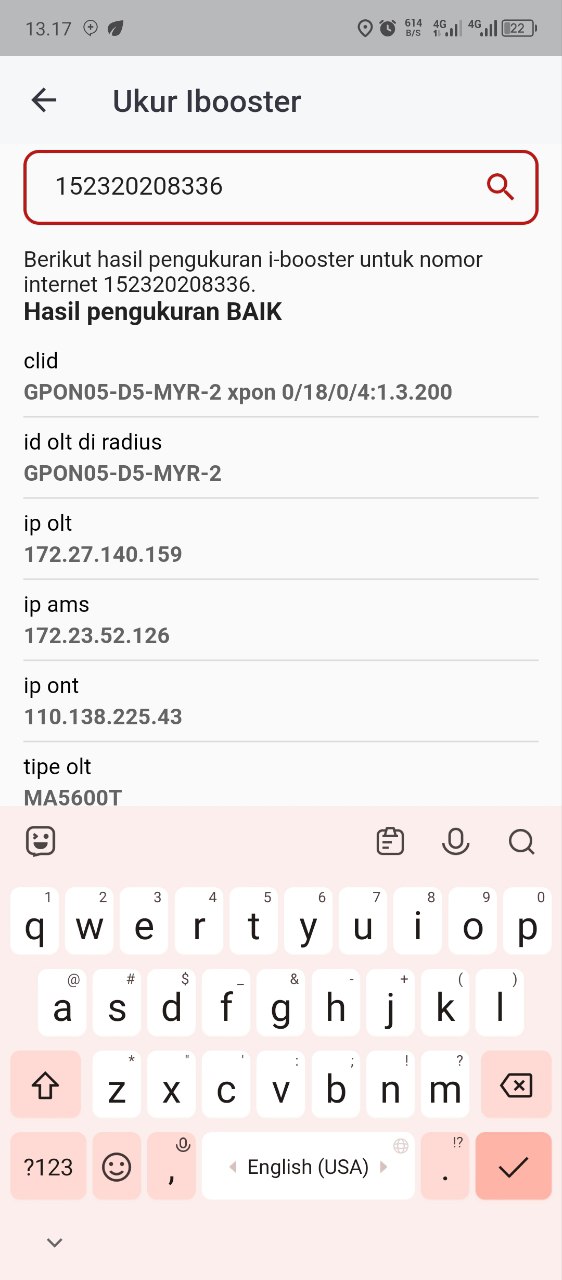 13.17 614 B/S 4G 4G 22
Ukur Ibooster
152320208336
Berikut hasil pengukuran i-booster untuk nomor
internet 152320208336.
Hasil pengukuran BAIK
clid
GPON05-D5-MYR-2 xpon 0/18/0/4:1.3.200
id olt di radius
GPON05-D5-MYR-2
ip olt
172.27.140.159
ip ams
172.23.52.126
ip ont
110.138.225.43
tipe olt
MA5600T
1 2 3 4 5 6 7 8 9 0
q w e r t y u i o p
@ # $ _ & - + ( )
a s d f g h j k l
* " ' : ; ! ?
z x c v b n m
?123 , English (USA) . !?